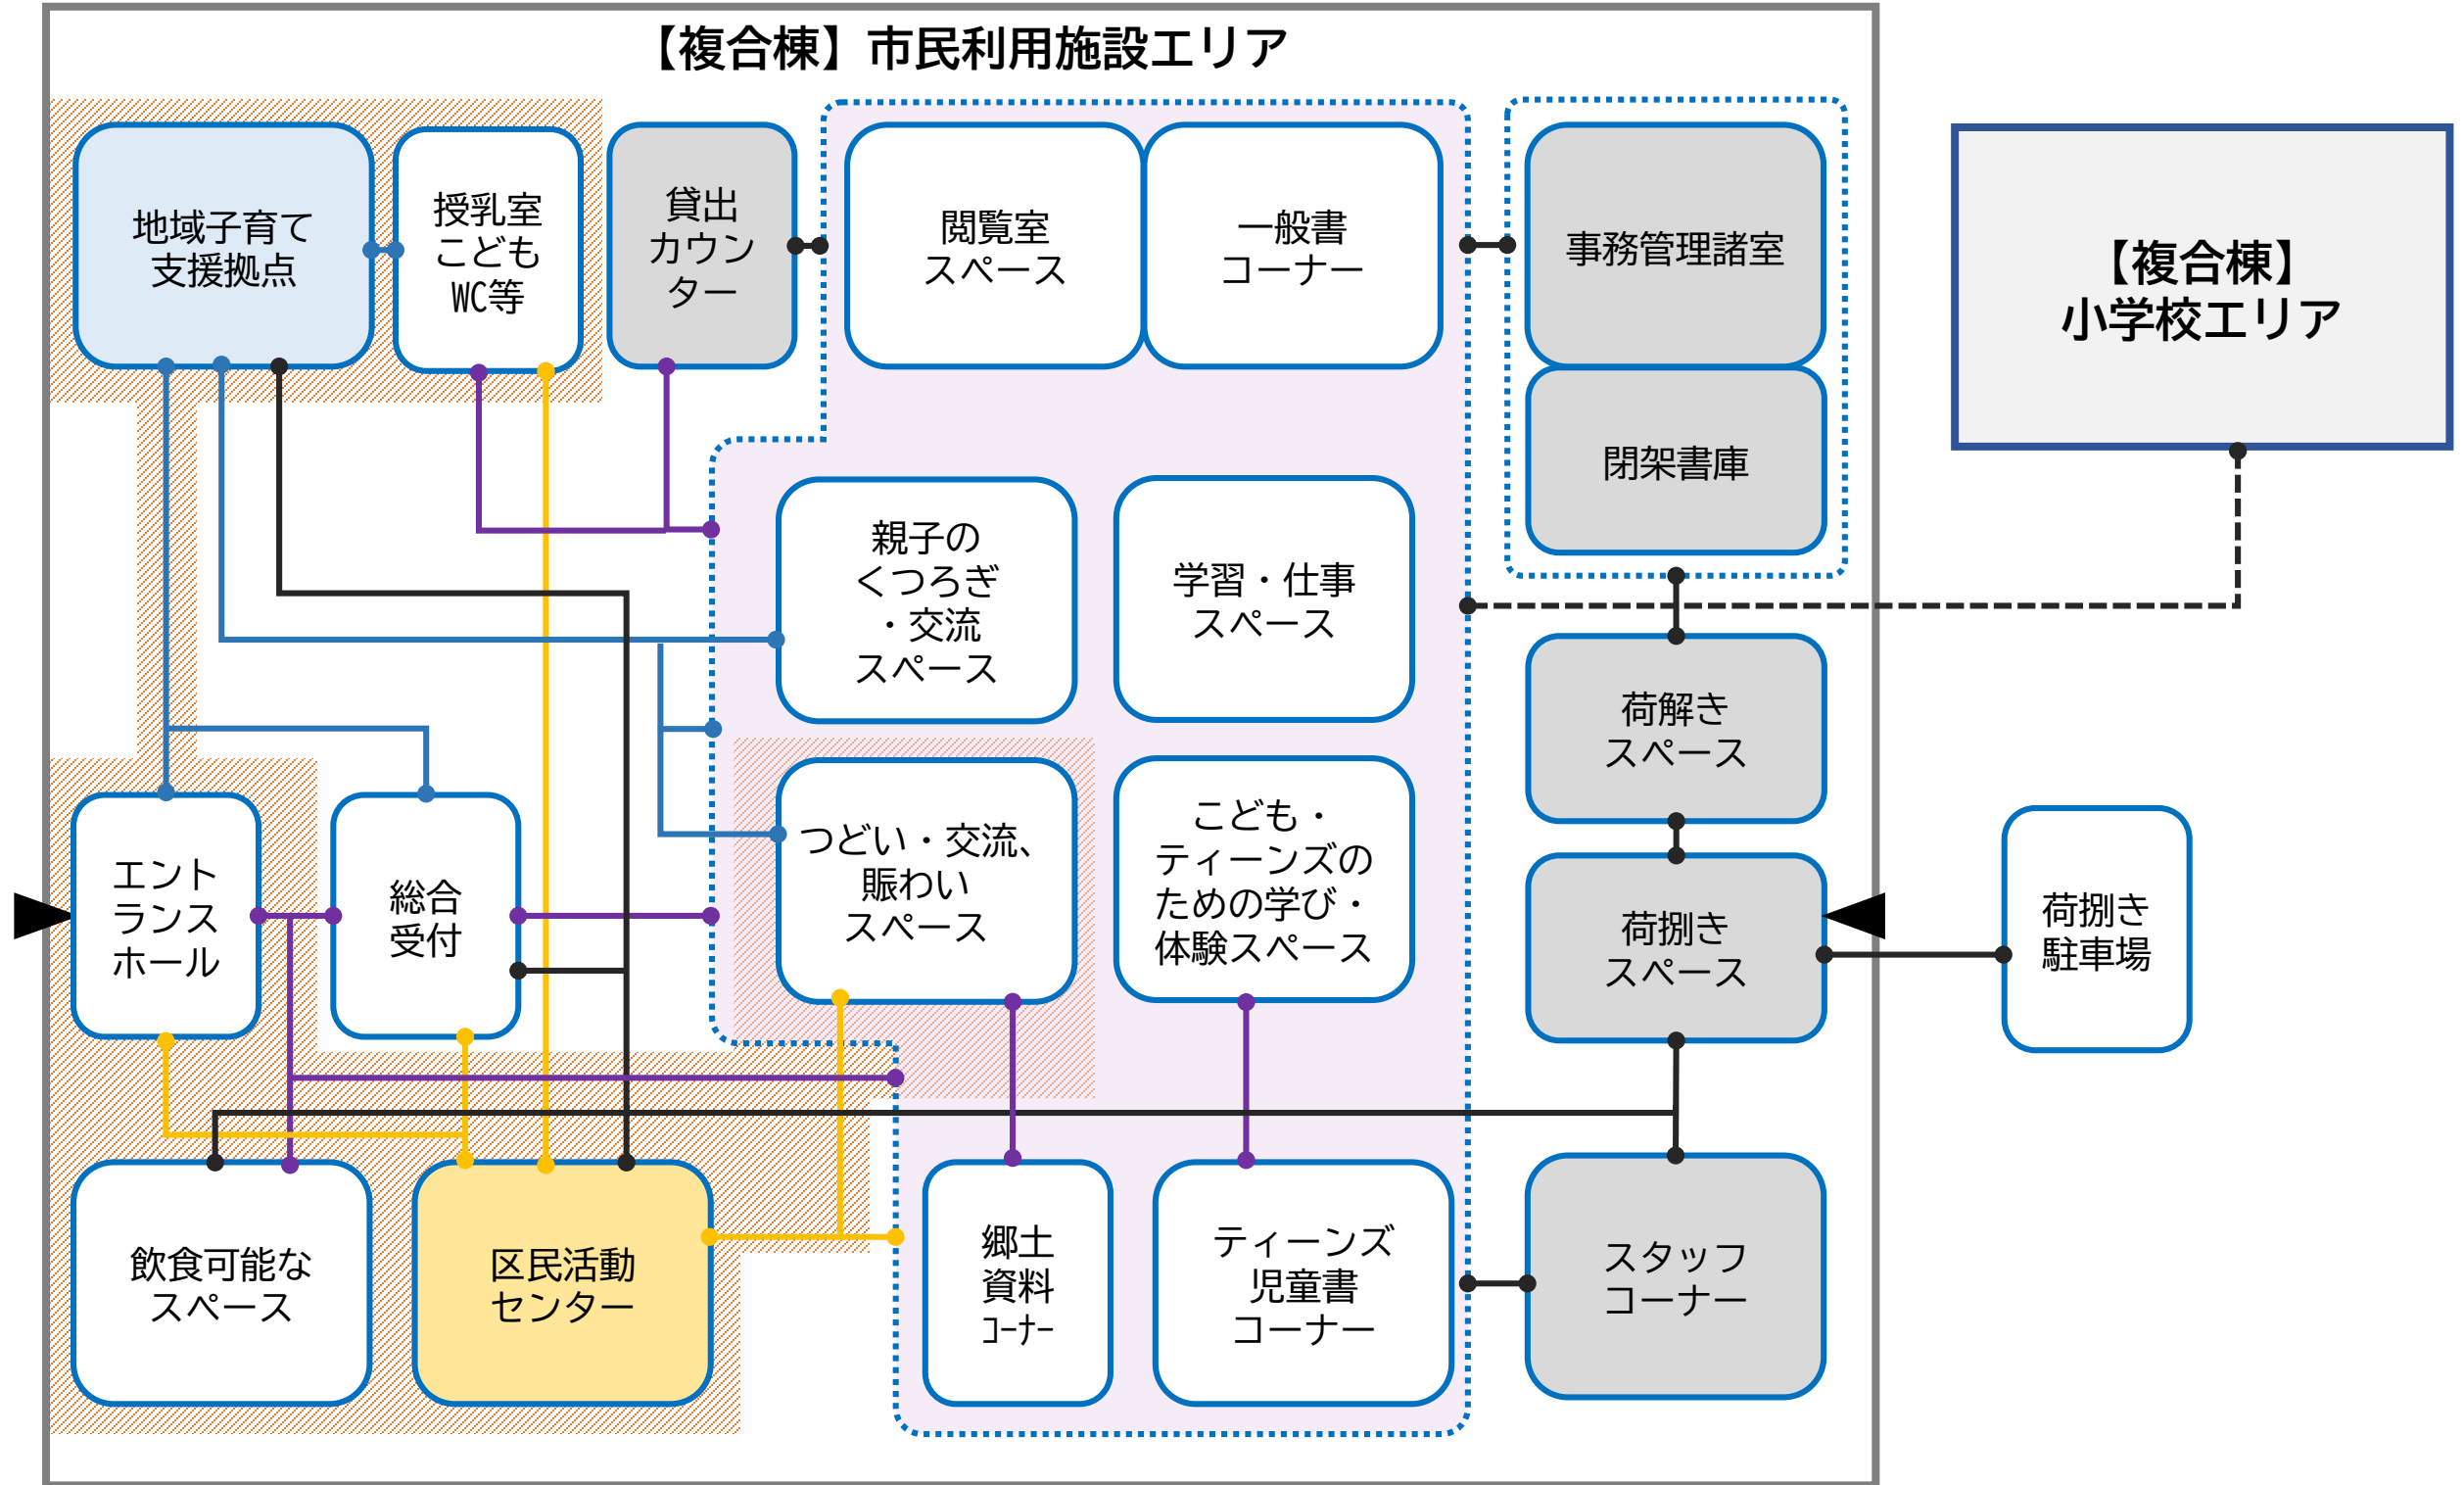 【複合棟】市民利用施設エリア
地域子育て
支援拠点
授乳室
こども
WC等
貸出
カウン
ター
閲覧室
スペース
一般書
コーナー
事務管理諸室
【複合棟】
小学校エリア
閉架書庫
親子の
くつろぎ
・交流
スペース
学習・仕事
スペース
荷解き
スペース
エント
ランス
ホール
総合
受付
つどい・交流、
賑わい
スペース
こども・
ティーンズの
ための学び・
体験スペース
荷捌き
スペース
荷捌き
駐車場
飲食可能な
スペース
区民活動
センター
郷土
資料
ｺｰﾅｰ
ティーンズ
児童書
コーナー
スタッフ
コーナー